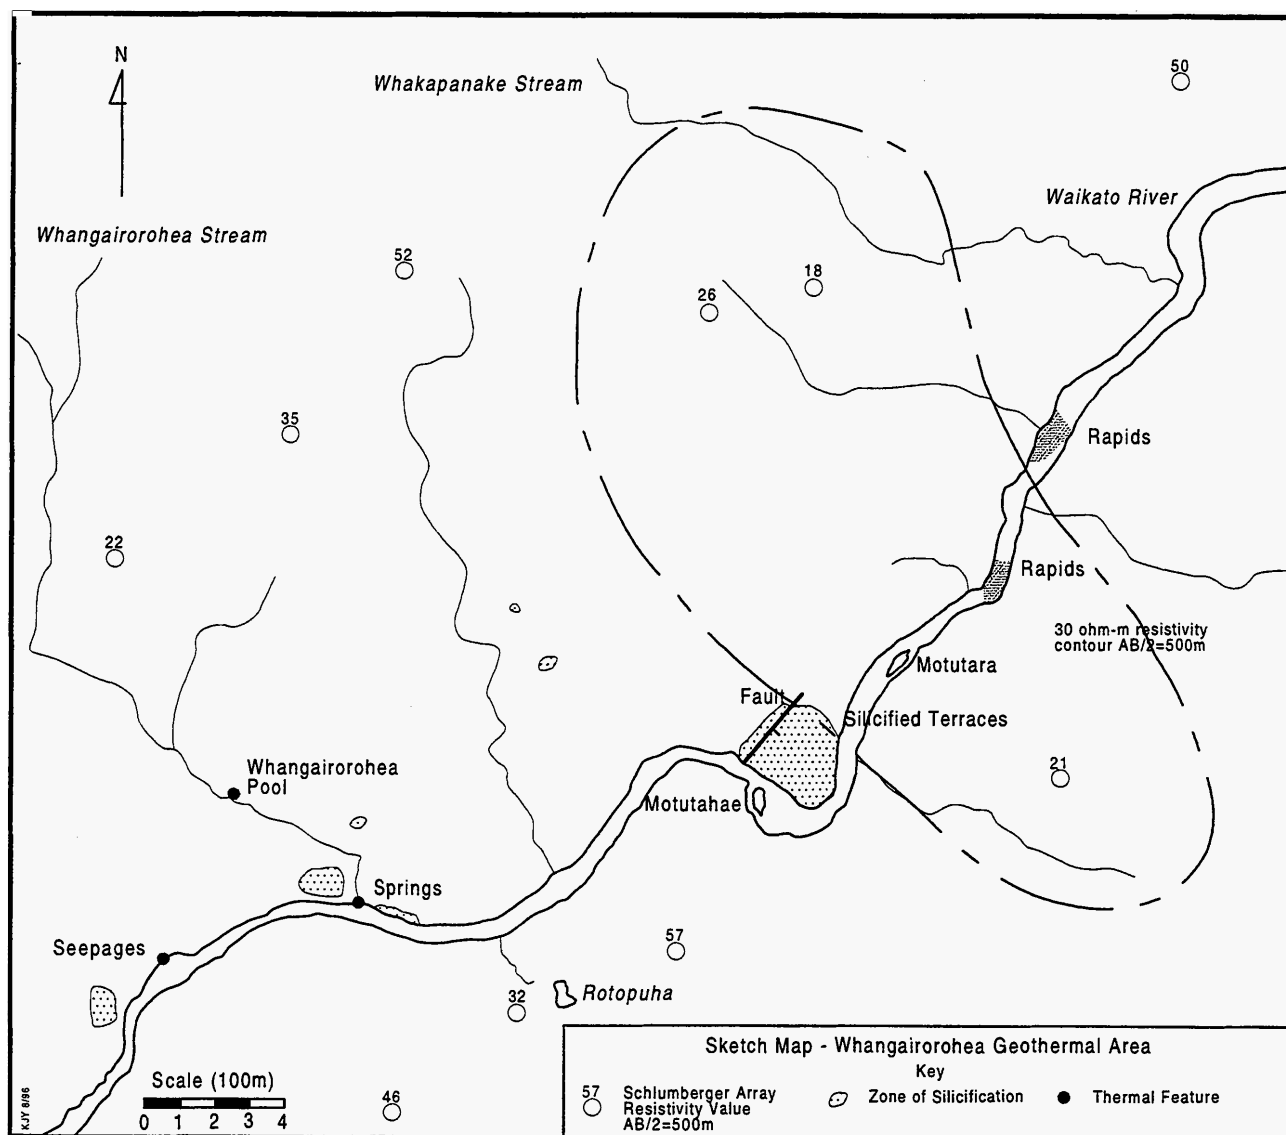 N
Whakapanake Stream
50
Waikato River
Whangairorohea Stream
52
18
26
35
Rapids
22
Rapids
30 ohm-m resistivity
contour AB/2=500m
Motutara
Fault
Silicified Terraces
Whangairorohea
Pool
21
Motutahae
Springs
Seepages
57
32
Rotopuha
Sketch Map - Whangairorohea Geothermal Area
Key
Scale (100m)
0 1 2 3 4
46
57
Schlumberger Array
Resistivity Value
AB/2=500m
Zone of Silicification
Thermal Feature
KJY 8/96